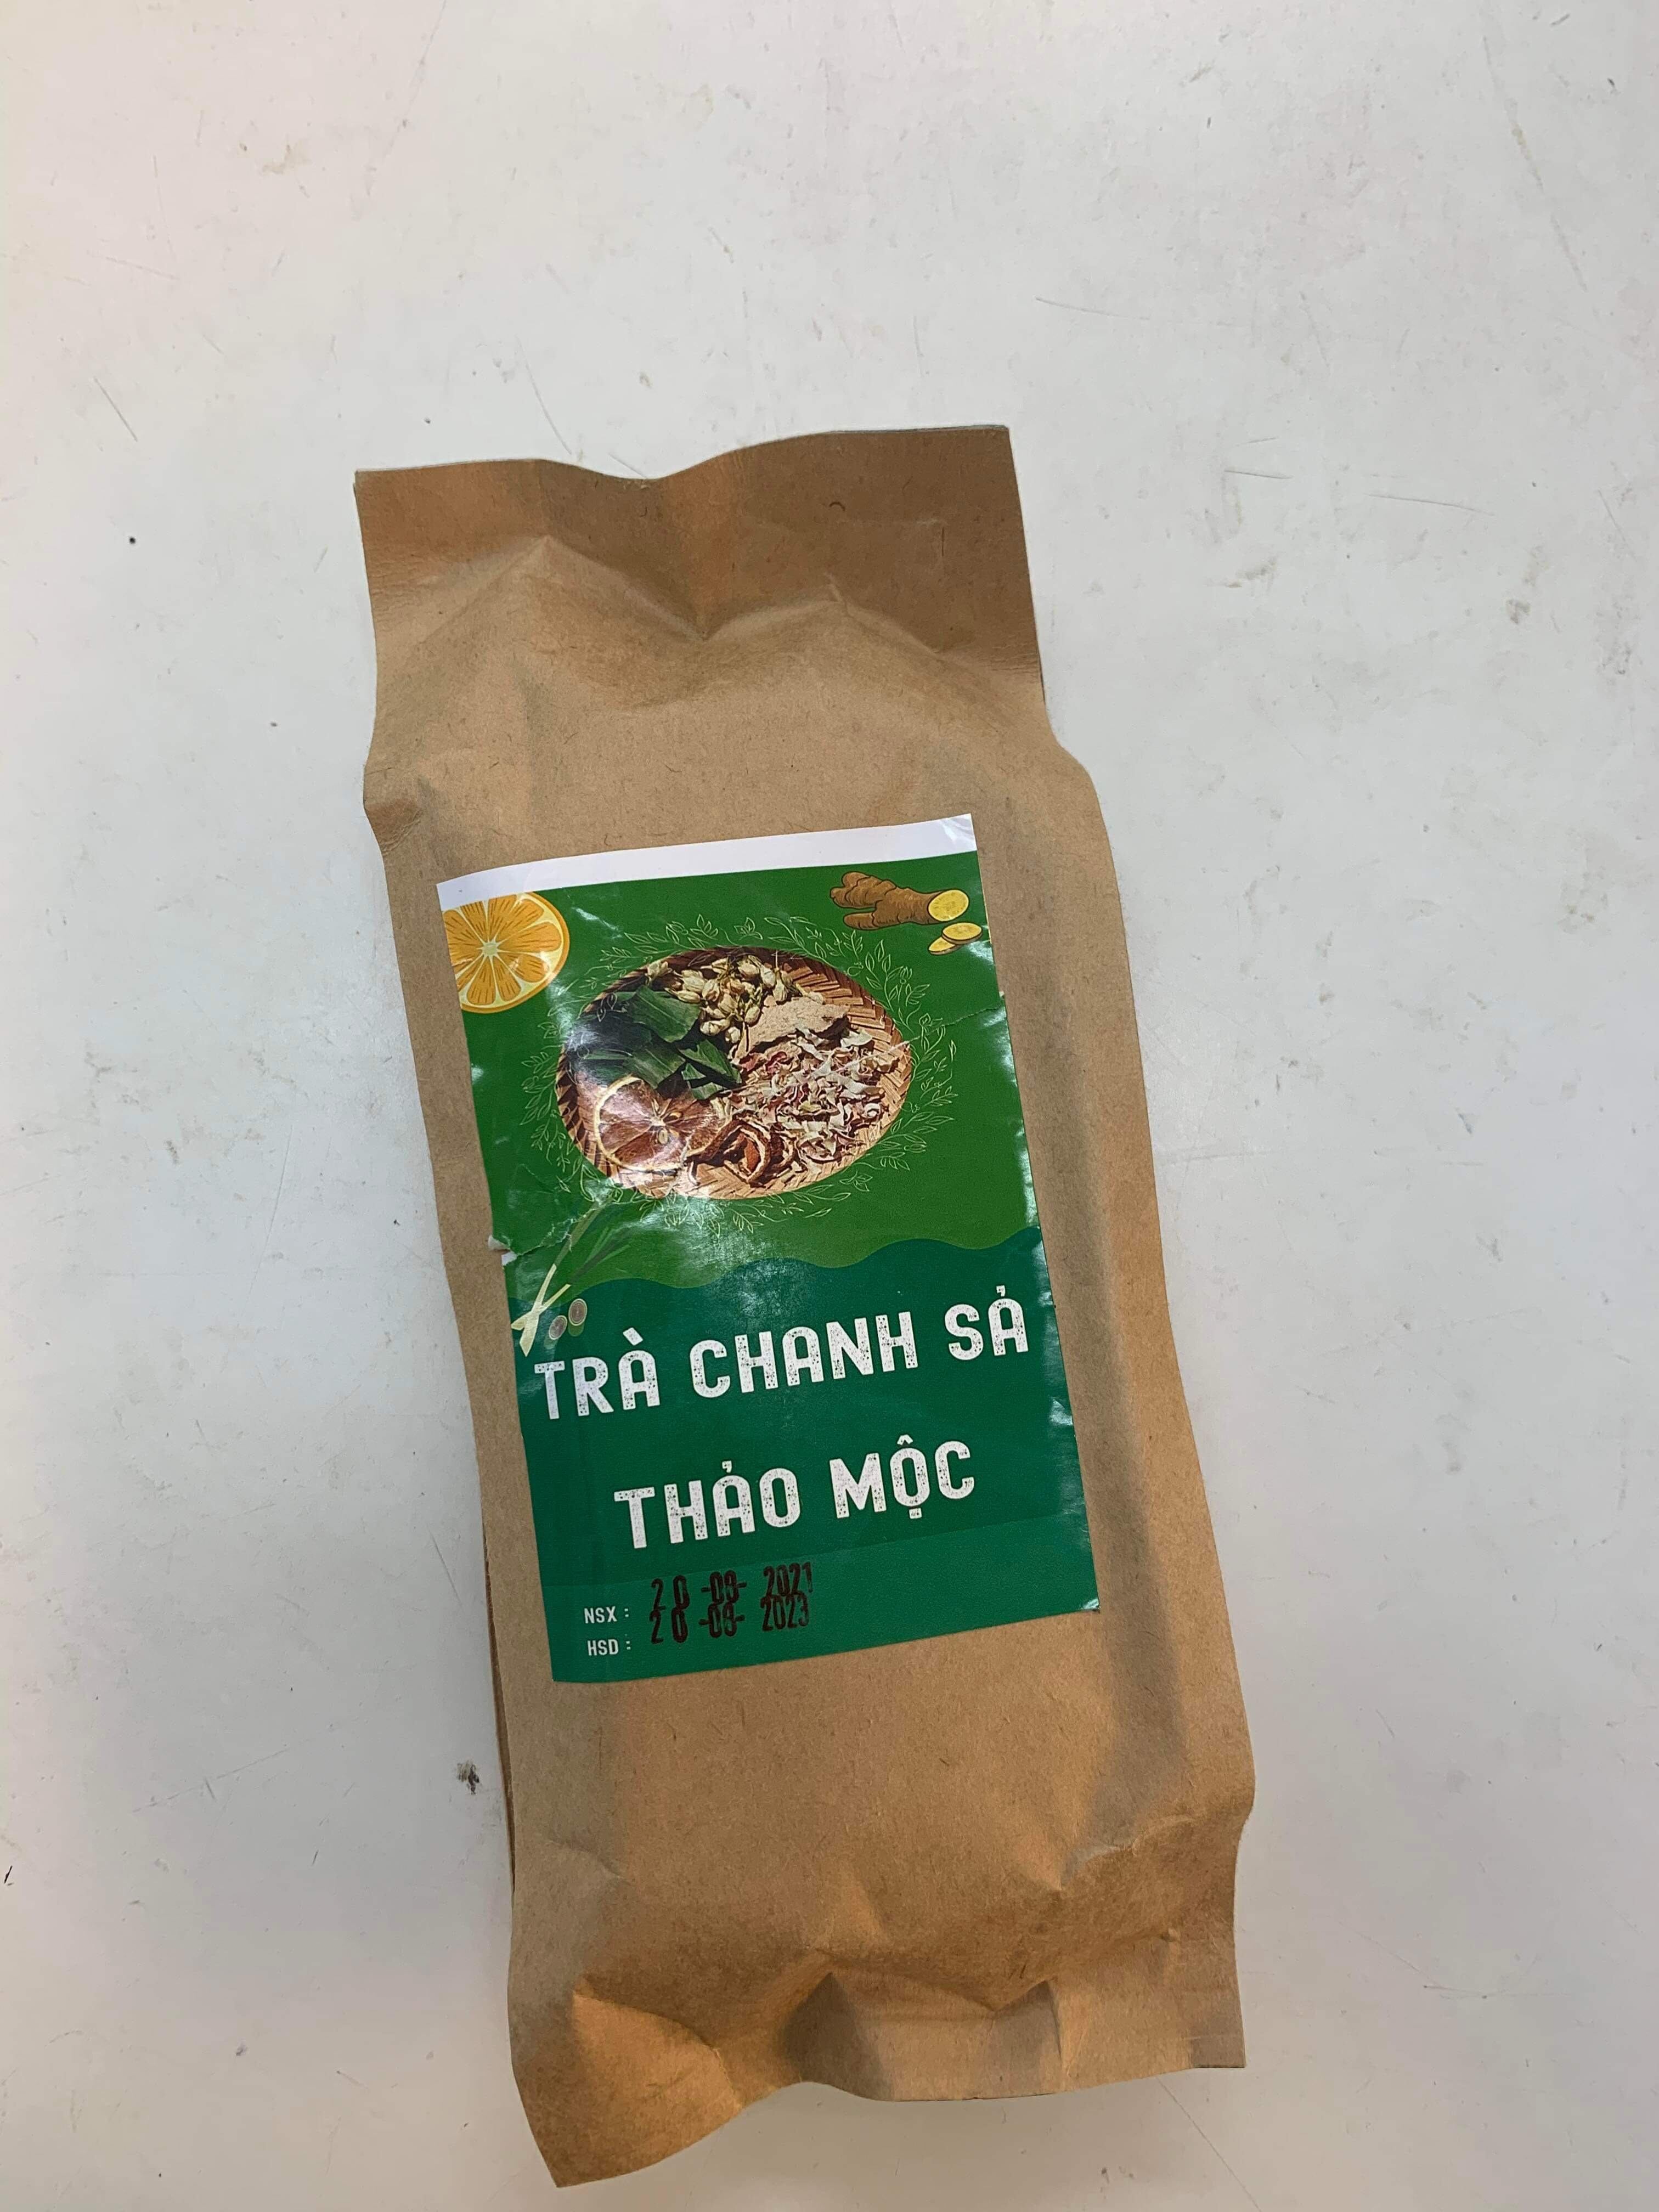 TRÀ CHANH SẢ
THẢO MỘC
NSX : 20 -09- 2021
HSD : 20 -09- 2023